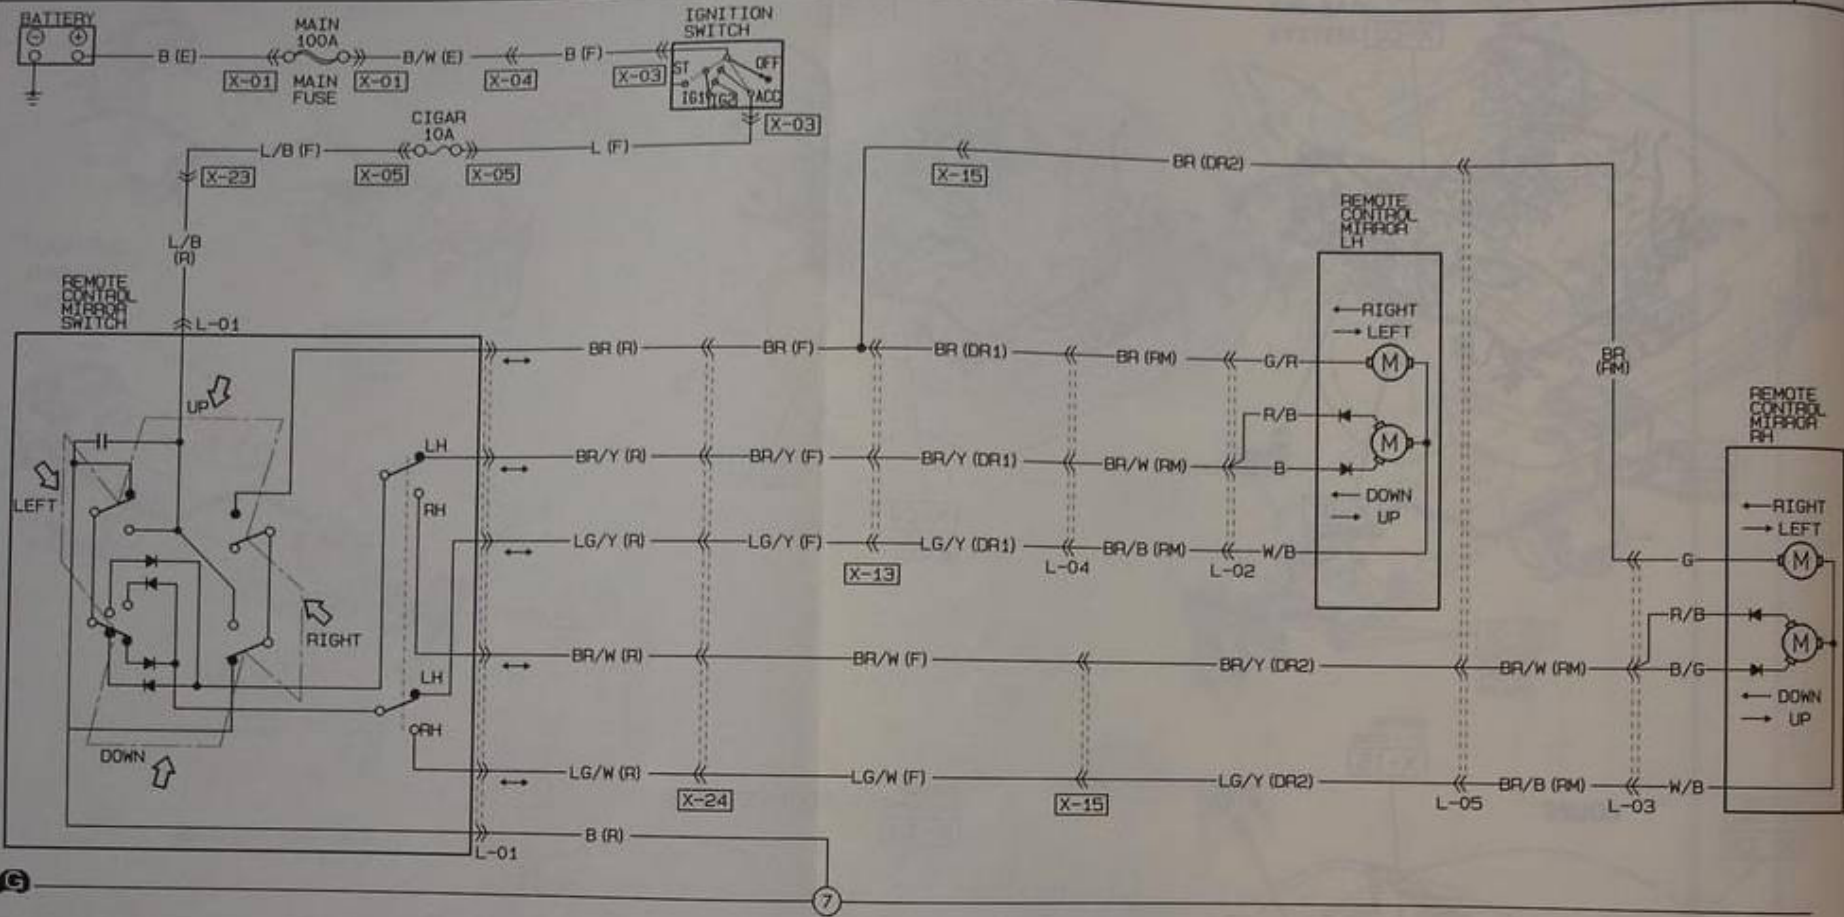 BATTERY
MAIN
100A
IGNITION
SWITCH
B (E)
B/W (E)
B (F)
X-01
MAIN
FUSE
X-01
X-04
X-03
ST
OFF
IG1
IG2
ACC
X-03
CIGAR
10A
L/B (F)
L (F)
X-23
X-05
X-05
X-15
BR (DR2)
L/B
(R)
REMOTE
CONTROL
MIRROR
LH
REMOTE
CONTROL
MIRROR
SWITCH
L-01
BR (R)
BR (F)
BR (DR1)
BR (RM)
G/R
RIGHT
LEFT
M
BR
(RM)
UP
LEFT
LH
BR/Y (R)
BR/Y (F)
BR/Y (DR1)
BR/W (RM)
R/B
B
M
DOWN
UP
RH
LG/Y (R)
LG/Y (F)
LG/Y (DR1)
BR/B (RM)
W/B
X-13
L-04
L-02
REMOTE
CONTROL
MIRROR
RH
RIGHT
LEFT
G
M
RIGHT
BR/W (R)
BR/W (F)
BR/Y (DR2)
BR/W (RM)
R/B
B/G
M
DOWN
UP
LH
RH
DOWN
LG/W (R)
LG/W (F)
LG/Y (DR2)
BR/B (RM)
W/B
X-24
X-15
L-05
L-03
B (R)
L-01
G
7